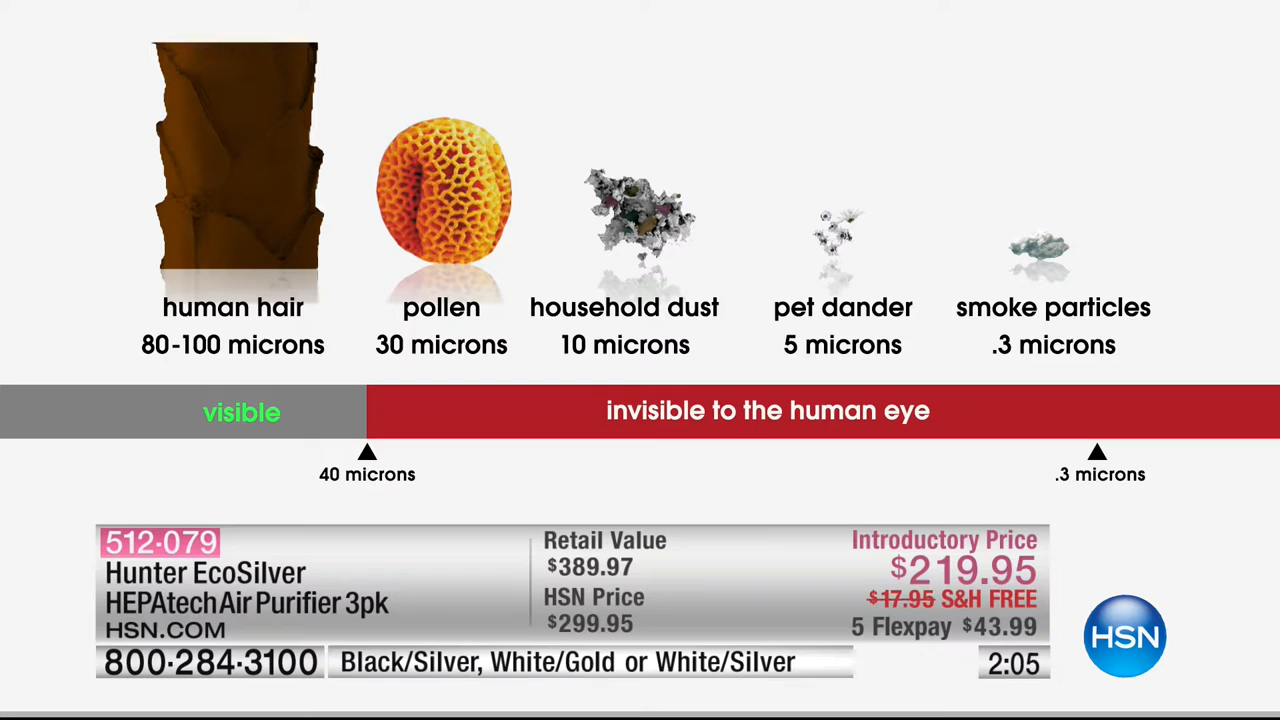 human hair
80-100 microns
pollen
30 microns
household dust
10 microns
pet dander
5 microns
smoke particles
.3 microns
visible
invisible to the human eye
40 microns
.3 microns
512-079
Hunter EcoSilver
HEPAtech Air Purifier 3pk
HSN.COM
Retail Value
$389.97
HSN Price
$299.95
Introductory Price
$219.95
$17.95 S&H FREE
5 Flexpay $43.99
800-284-3100
Black/Silver, White/Gold or White/Silver
2:05
HSN